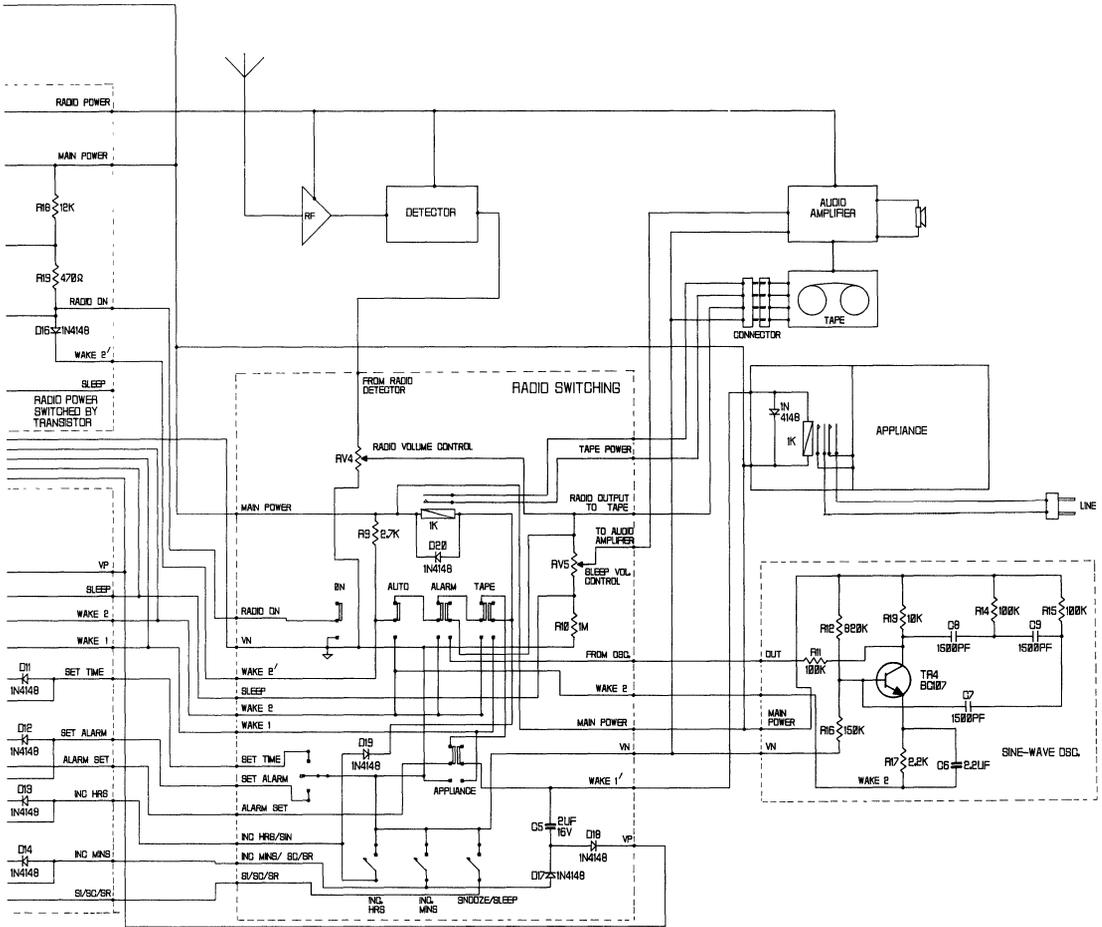 RADIO POWER
MAIN POWER
R18 12K
R19 470Ω
RADIO ON
D16 1N4148
WAKE 2′
SLEEP
RADIO POWER
SWITCHED BY
TRANSISTOR
VP
SLEEP
WAKE 2
WAKE 1
D11
1N4148
SET TIME
D12
1N4148
SET ALARM
ALARM SET
D13
1N4148
INC HRS
D14
1N4148
INC MINS
SI/SC/SR
RF
DETECTOR
AUDIO
AMPLIFIER
TAPE
CONNECTOR
FROM RADIO
DETECTOR
RADIO SWITCHING
RV4
RADIO VOLUME CONTROL
TAPE POWER
MAIN POWER
RADIO OUTPUT
TO TAPE
R9 2.7K
1K
D20
1N4148
TO AUDIO
AMPLIFIER
RV5
SLEEP VOL.
CONTROL
ON
AUTO
ALARM
TAPE
RADIO ON
R10 1M
VN
FROM OSC.
WAKE 2′
WAKE 2
SLEEP
WAKE 2
WAKE 1
MAIN POWER
D19
1N4148
VN
SET TIME
SET ALARM
APPLIANCE
WAKE 1′
ALARM SET
C5
2UF
16V
D18
1N4148
VP
INC HRS/SIN
INC MINS/ SC/SR
D17 1N4148
SI/SC/SR
INC.
HRS
INC.
MINS
SNOOZE/SLEEP
1N
4148
1K
APPLIANCE
LINE
R12 820K
R13 10K
R14 100K
R15 100K
C8
1500PF
C9
1500PF
OUT
R11
100K
TR4
BC107
C7
1500PF
MAIN
POWER
R16 150K
VN
R17 2.2K
C6 2.2UF
SINE-WAVE OSC.
WAKE 2